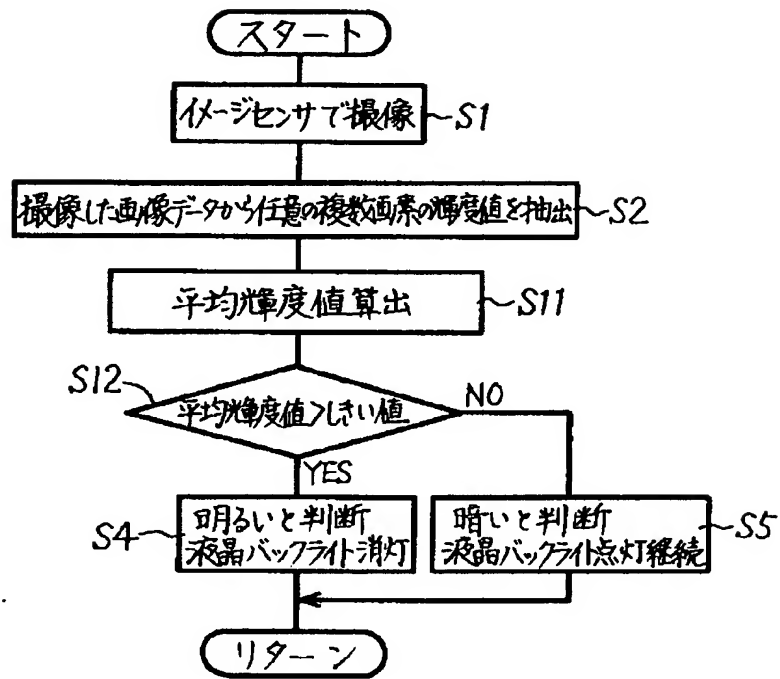 スタート
イメージセンサで撮像
S1
撮像した画像データから任意の複数画素の輝度値を抽出
S2
平均輝度値算出
S11
S12
平均輝度値>しきい値
NO
YES
明るいと判断
液晶バックライト消灯
S4
暗いと判断
液晶バックライト点灯継続
S5
リターン